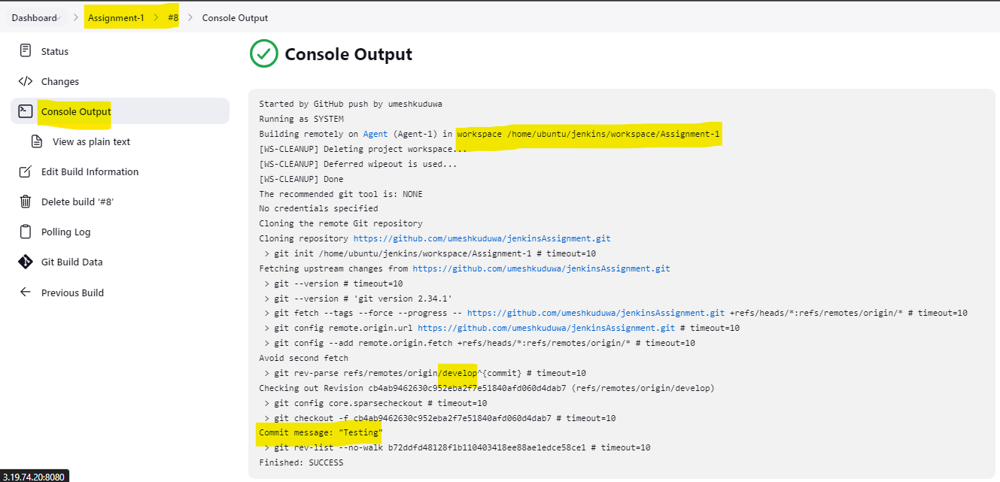 Dashboard > Assignment-1 > #8 > Console Output
Status
Changes
Console Output
View as plain text
Edit Build Information
Delete build ‘#8’
Polling Log
Git Build Data
Previous Build
Console Output
Started by GitHub push by umeshkuduwa
Running as SYSTEM
Building remotely on Agent (Agent-1) in workspace /home/ubuntu/jenkins/workspace/Assignment-1
[WS-CLEANUP] Deleting project workspace...
[WS-CLEANUP] Deferred wipeout is used...
[WS-CLEANUP] Done
The recommended git tool is: NONE
No credentials specified
Cloning the remote Git repository
Cloning repository https://github.com/umeshkuduwa/jenkinsAssignment.git
> git init /home/ubuntu/jenkins/workspace/Assignment-1 # timeout=10
Fetching upstream changes from https://github.com/umeshkuduwa/jenkinsAssignment.git
> git --version # timeout=10
> git --version # 'git version 2.34.1'
> git fetch --tags --force --progress -- https://github.com/umeshkuduwa/jenkinsAssignment.git +refs/heads/*:refs/remotes/origin/* # timeout=10
> git config remote.origin.url https://github.com/umeshkuduwa/jenkinsAssignment.git # timeout=10
> git config --add remote.origin.fetch +refs/heads/*:refs/remotes/origin/* # timeout=10
Avoid second fetch
> git rev-parse refs/remotes/origin/develop^{commit} # timeout=10
Checking out Revision cb4ab9462630c952eba2f7e51840afd060d4dab7 (refs/remotes/origin/develop)
> git config core.sparsecheckout # timeout=10
> git checkout -f cb4ab9462630c952eba2f7e51840afd060d4dab7 # timeout=10
Commit message: "Testing"
> git rev-list --no-walk b72ddfd48128f1b110403418ee88ae1edce58ce1 # timeout=10
Finished: SUCCESS
3.19.74.20:8080